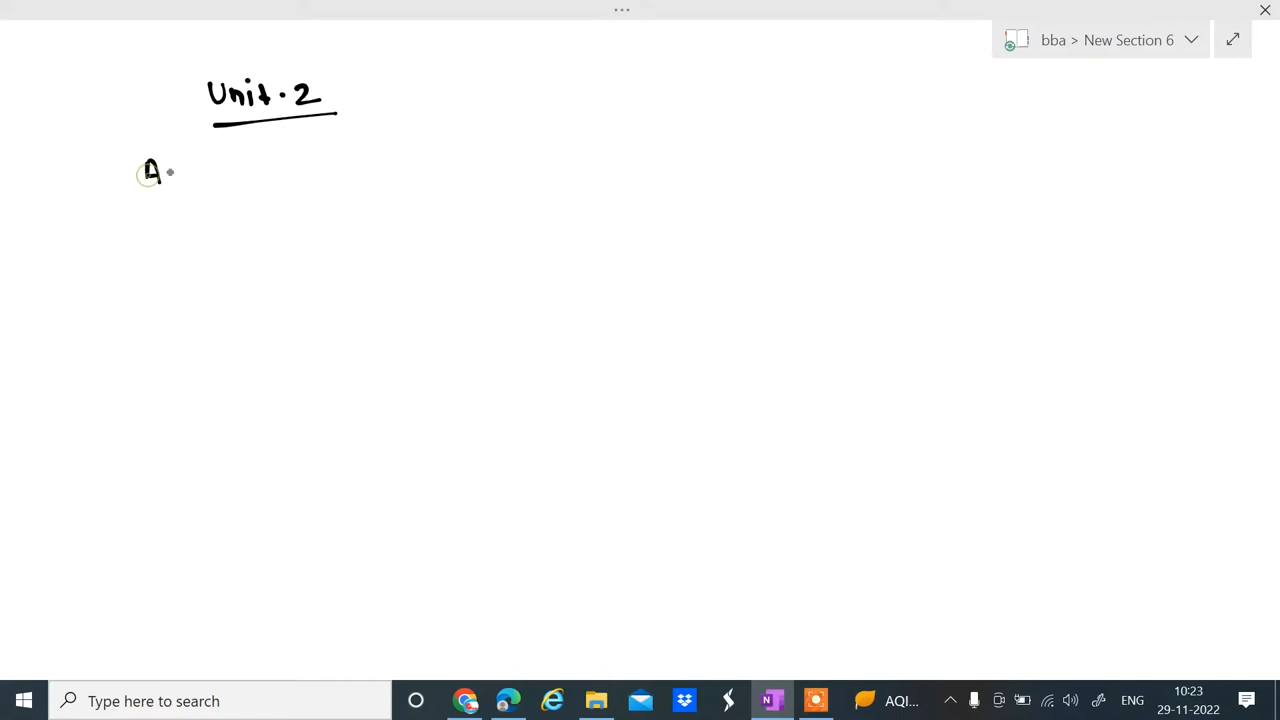 bba > New Section 6
Unit. 2
A
Type here to search
AQI...
ENG
10:23
29-11-2022